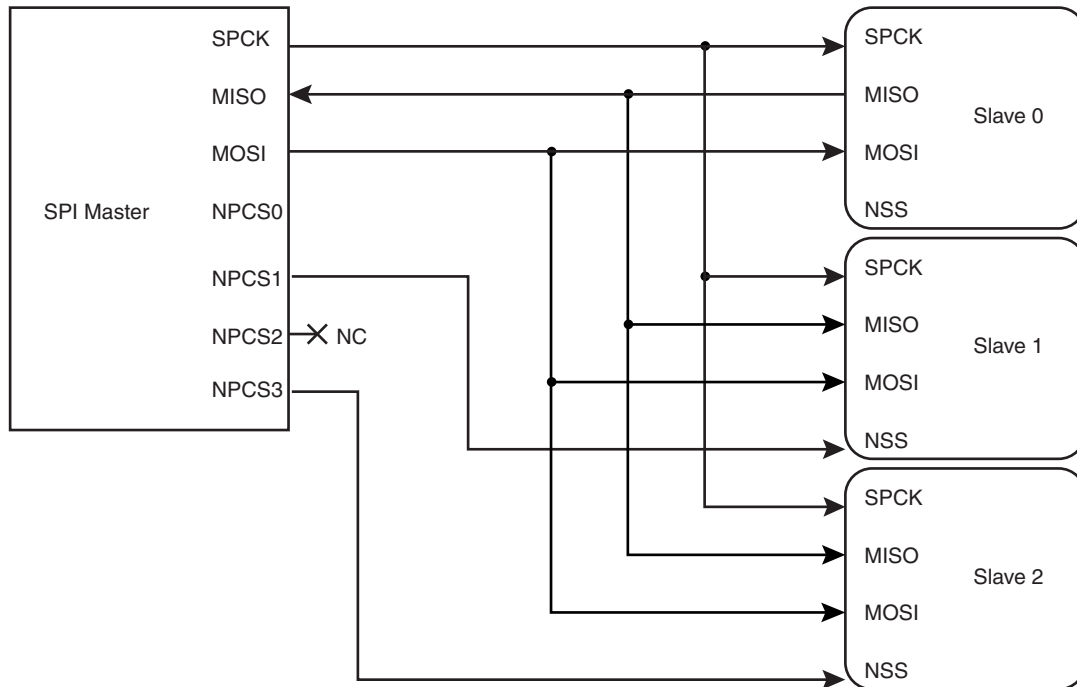 SPCK
MISO
MOSI
SPI Master
NPCS0
NPCS1
NPCS2
NC
NPCS3
SPCK
MISO
Slave 0
MOSI
NSS
SPCK
MISO
Slave 1
MOSI
NSS
SPCK
MISO
Slave 2
MOSI
NSS